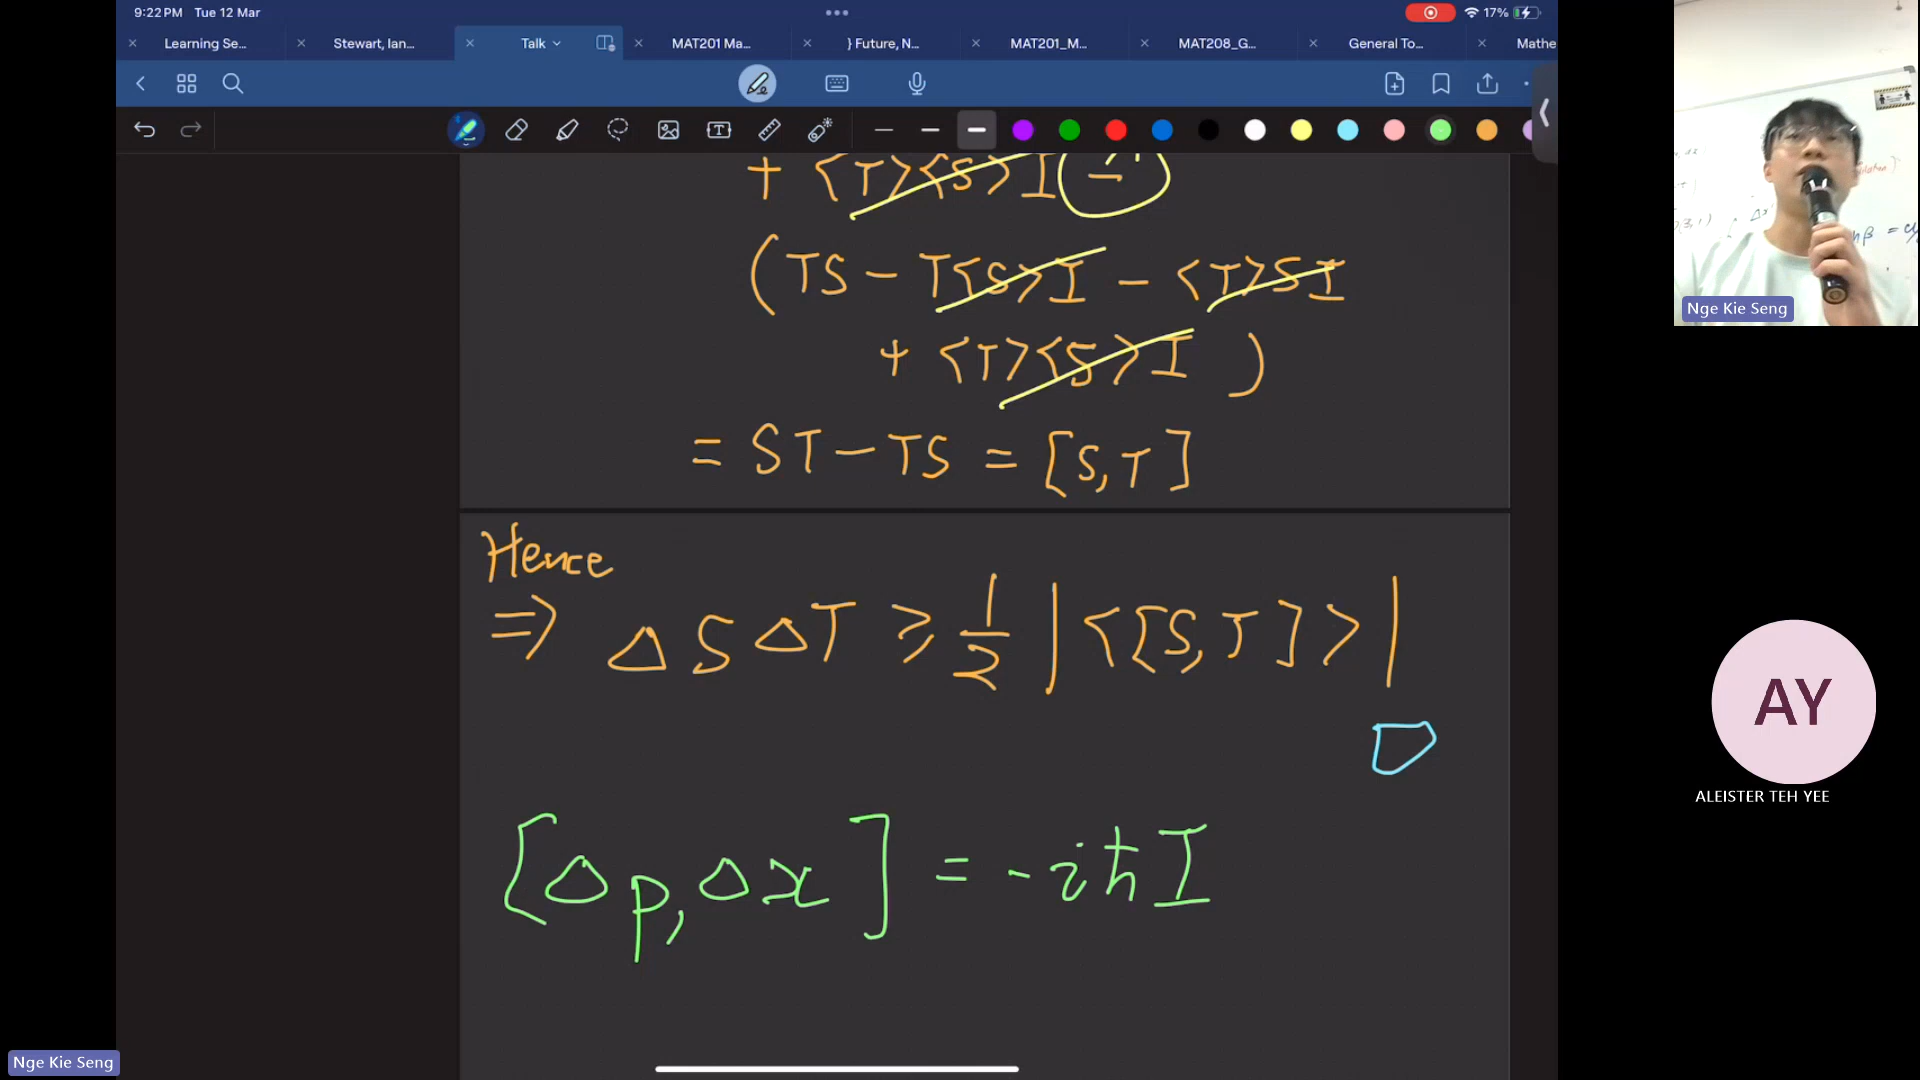 9:22 PM Tue 12 Mar
17%
Learning Se...
Stewart, Ian...
Talk
MAT201 Ma...
} Future, N...
MAT201_M...
MAT208_G...
General To...
Mathe
+ <T><S>I -
(TS - T<S>I - <T>SI
+ <T><S>I )
= ST - TS = [S,T]
Hence
⇒ ΔSΔT ⩾ 1/2 |<[S,T]>|
[Δp, Δx] = -iħI
Nge Kie Seng
AY
ALEISTER TEH YEE
Nge Kie Seng